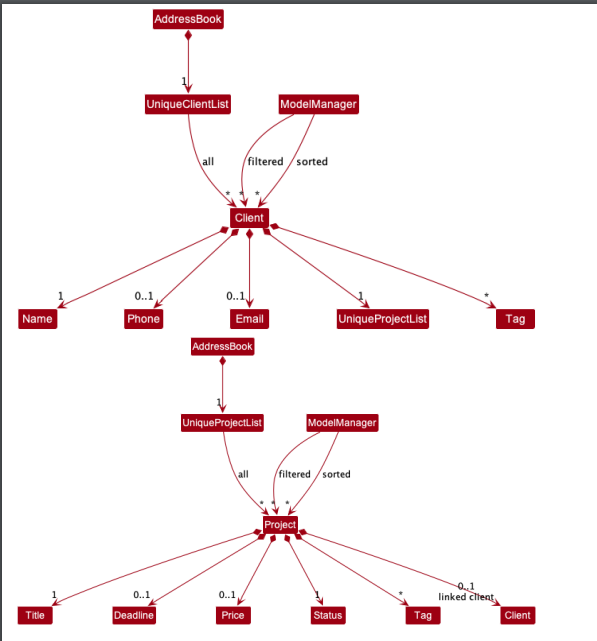 AddressBook
1
UniqueClientList ModelManager
all filtered sorted
* * *
Client
1 0..1 0..1 1 *
Name Phone Email UniqueProjectList Tag
AddressBook
1
UniqueProjectList ModelManager
all filtered sorted
* * *
Project
1 0..1 0..1 1 * 0..1
linked client
Title Deadline Price Status Tag Client